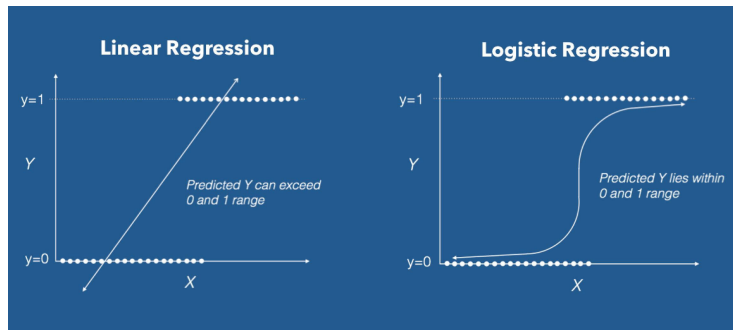 Linear Regression
y=1
Y
Predicted Y can exceed
0 and 1 range
y=0
X
Logistic Regression
y=1
Y
Predicted Y lies within
0 and 1 range
y=0
X